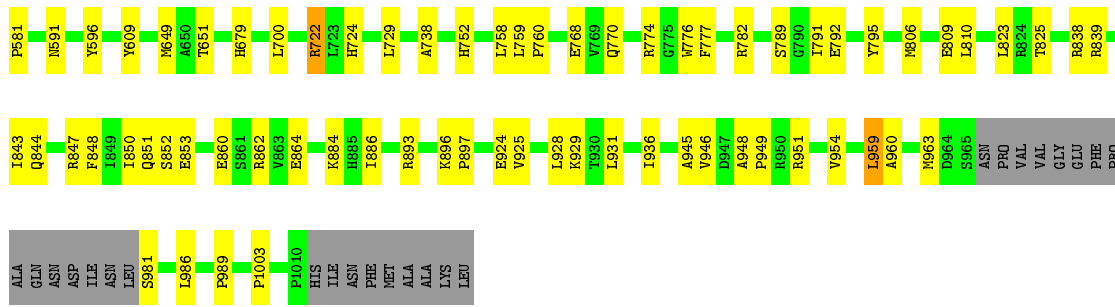 P581 N591 Y596 Y609 M649 A650 T651 H679 L700 R722 L723 H724 L729 A738 H752 L758 L759 P760 E768 V769 Q770 R774 G775 W776 F777 R782 S789 G790 I791 E792 Y795 M806 E809 L810 L823 R824 T825 R838 R839
I843 Q844 R847 F848 I849 I850 Q851 S852 E853 E860 S861 R862 V863 E864 K884 H885 I886 R893 K896 P897 E924 V925 L928 K929 T930 L931 I936 A945 V946 D947 A948 P949 R950 R951 V954 L959 A960 M963 D964 S965 ASN PRO VAL VAL GLY GLU PHE PRO
ALA GLN ASN ASP ILE ASN LEU S981 L986 P989 P1003 P1010 HIS ILE ASN PHE MET ALA ALA LYS LEU